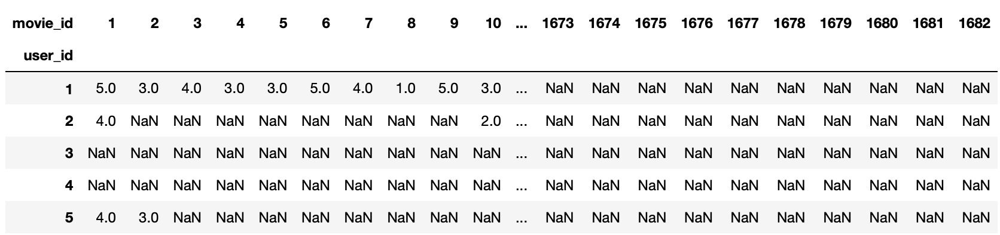 movie_id 1 2 3 4 5 6 7 8 9 10 ... 1673 1674 1675 1676 1677 1678 1679 1680 1681 1682
user_id
1 5.0 3.0 4.0 3.0 3.0 5.0 4.0 1.0 5.0 3.0 ... NaN NaN NaN NaN NaN NaN NaN NaN NaN NaN
2 4.0 NaN NaN NaN NaN NaN NaN NaN NaN 2.0 ... NaN NaN NaN NaN NaN NaN NaN NaN NaN NaN
3 NaN NaN NaN NaN NaN NaN NaN NaN NaN NaN ... NaN NaN NaN NaN NaN NaN NaN NaN NaN NaN
4 NaN NaN NaN NaN NaN NaN NaN NaN NaN NaN ... NaN NaN NaN NaN NaN NaN NaN NaN NaN NaN
5 4.0 3.0 NaN NaN NaN NaN NaN NaN NaN NaN ... NaN NaN NaN NaN NaN NaN NaN NaN NaN NaN